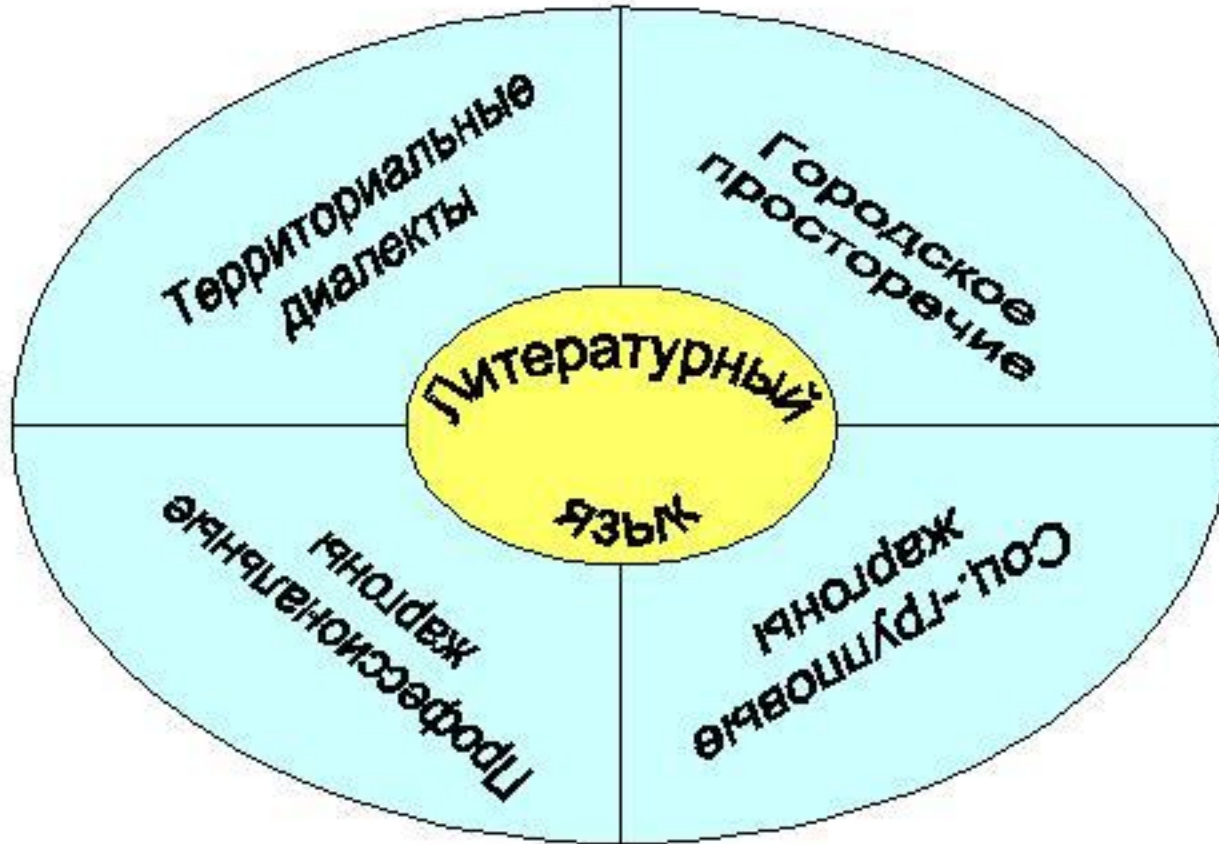 Территориальные
диалекты
Городское
просторечие
Литературный
язык
Профессиональные
жаргоны
Соц.-групповые
жаргоны